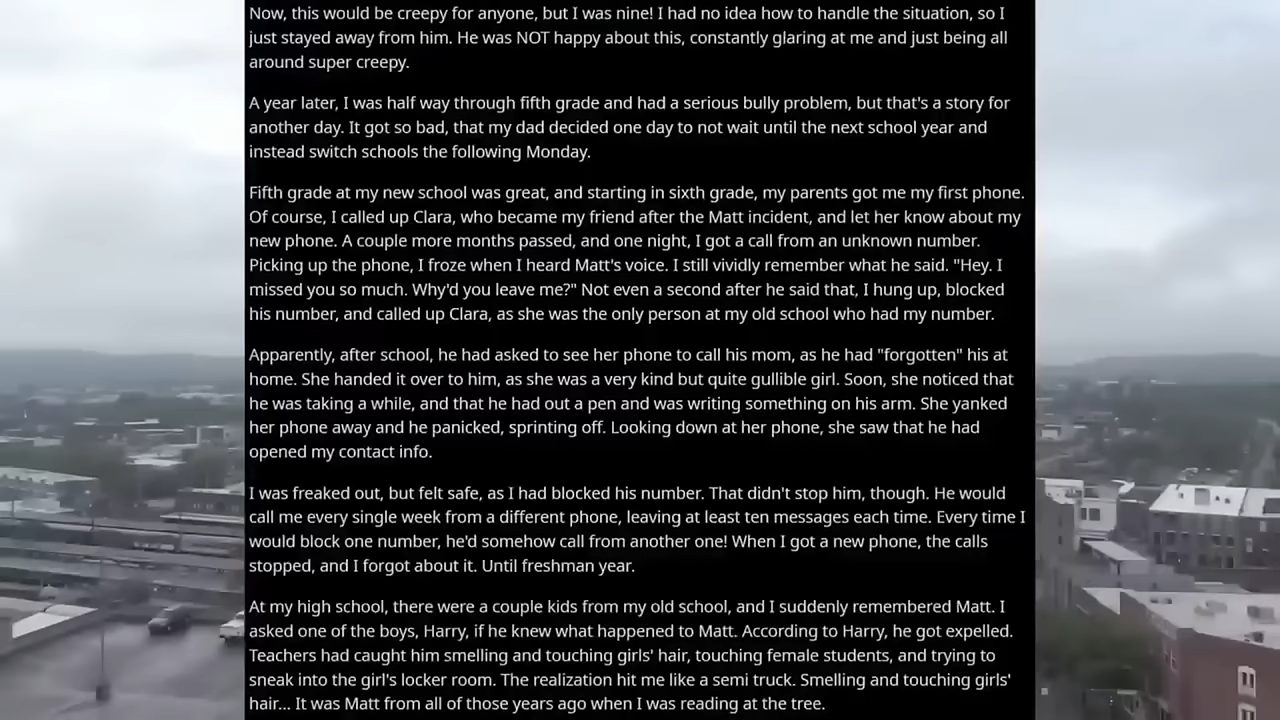 Now, this would be creepy for anyone, but I was nine! I had no idea how to handle the situation, so I
just stayed away from him. He was NOT happy about this, constantly glaring at me and just being all
around super creepy.
A year later, I was half way through fifth grade and had a serious bully problem, but that's a story for
another day. It got so bad, that my dad decided one day to not wait until the next school year and
instead switch schools the following Monday.
Fifth grade at my new school was great, and starting in sixth grade, my parents got me my first phone.
Of course, I called up Clara, who became my friend after the Matt incident, and let her know about my
new phone. A couple more months passed, and one night, I got a call from an unknown number.
Picking up the phone, I froze when I heard Matt's voice. I still vividly remember what he said. "Hey. I
missed you so much. Why'd you leave me?" Not even a second after he said that, I hung up, blocked
his number, and called up Clara, as she was the only person at my old school who had my number.
Apparently, after school, he had asked to see her phone to call his mom, as he had "forgotten" his at
home. She handed it over to him, as she was a very kind but quite gullible girl. Soon, she noticed that
he was taking a while, and that he had out a pen and was writing something on his arm. She yanked
her phone away and he panicked, sprinting off. Looking down at her phone, she saw that he had
opened my contact info.
I was freaked out, but felt safe, as I had blocked his number. That didn't stop him, though. He would
call me every single week from a different phone, leaving at least ten messages each time. Every time I
would block one number, he'd somehow call from another one! When I got a new phone, the calls
stopped, and I forgot about it. Until freshman year.
At my high school, there were a couple kids from my old school, and I suddenly remembered Matt. I
asked one of the boys, Harry, if he knew what happened to Matt. According to Harry, he got expelled.
Teachers had caught him smelling and touching girls' hair, touching female students, and trying to
sneak into the girl's locker room. The realization hit me like a semi truck. Smelling and touching girls'
hair... It was Matt from all of those years ago when I was reading at the tree.